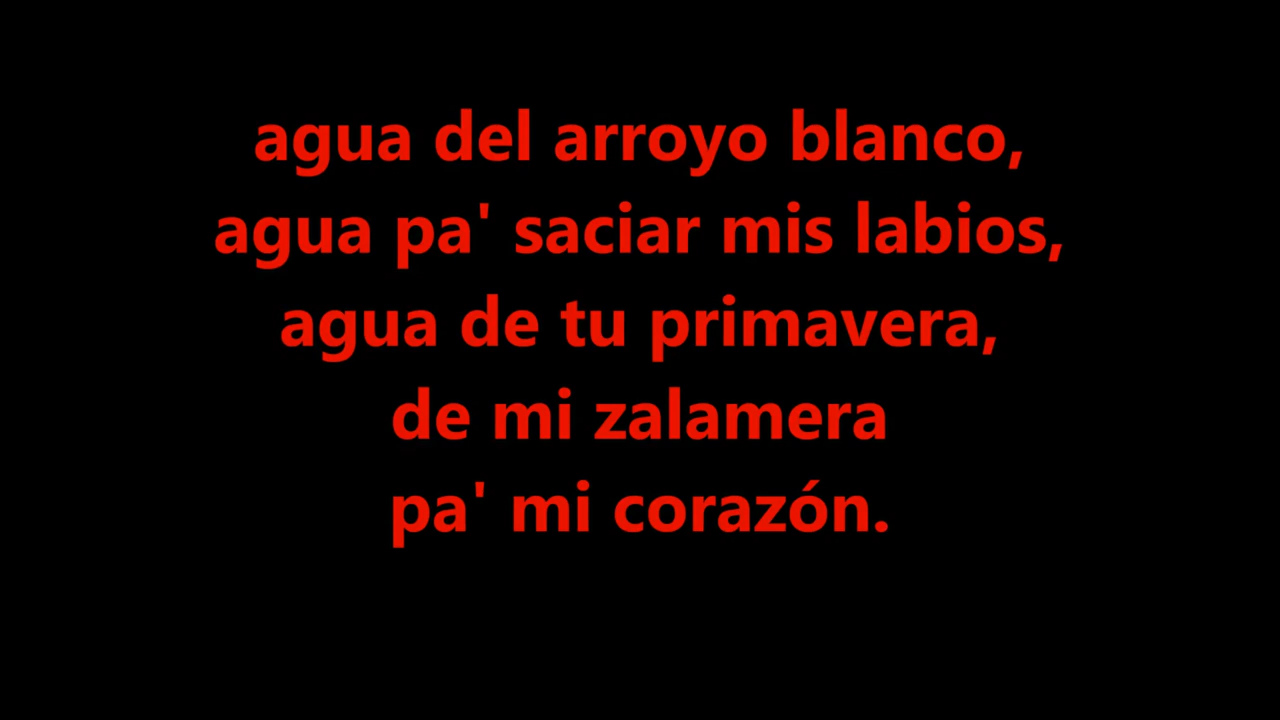 agua del arroyo blanco,
agua pa' saciar mis labios,
agua de tu primavera,
de mi zalamera
pa' mi corazón.